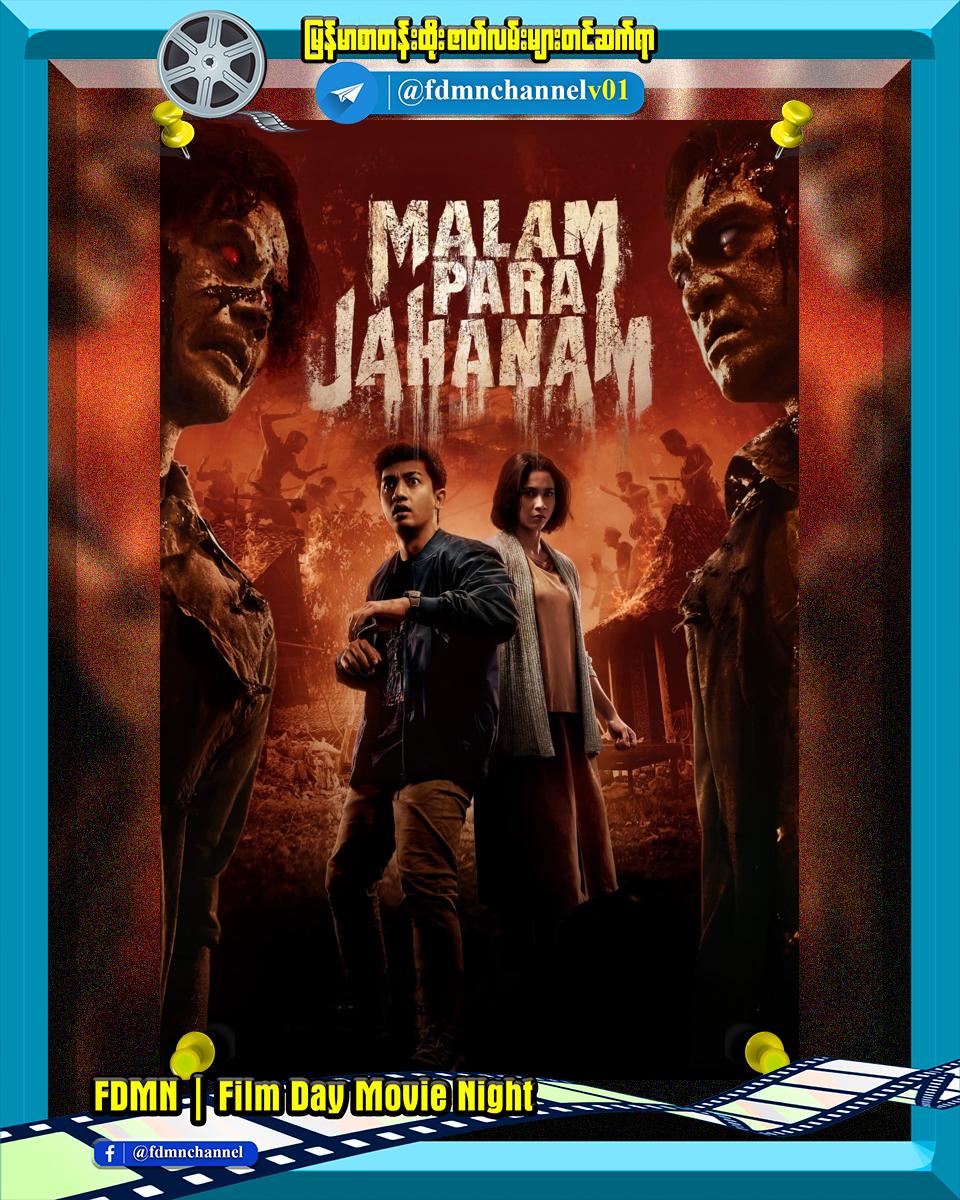 မြန်မာစာတန်းထိုးဇာတ်လမ်းများတင်ဆက်ရာ
@fdmnchannelv01
MALAM
PARA
JAHANAM
FDMN | Film Day Movie Night
f @fdmnchannel